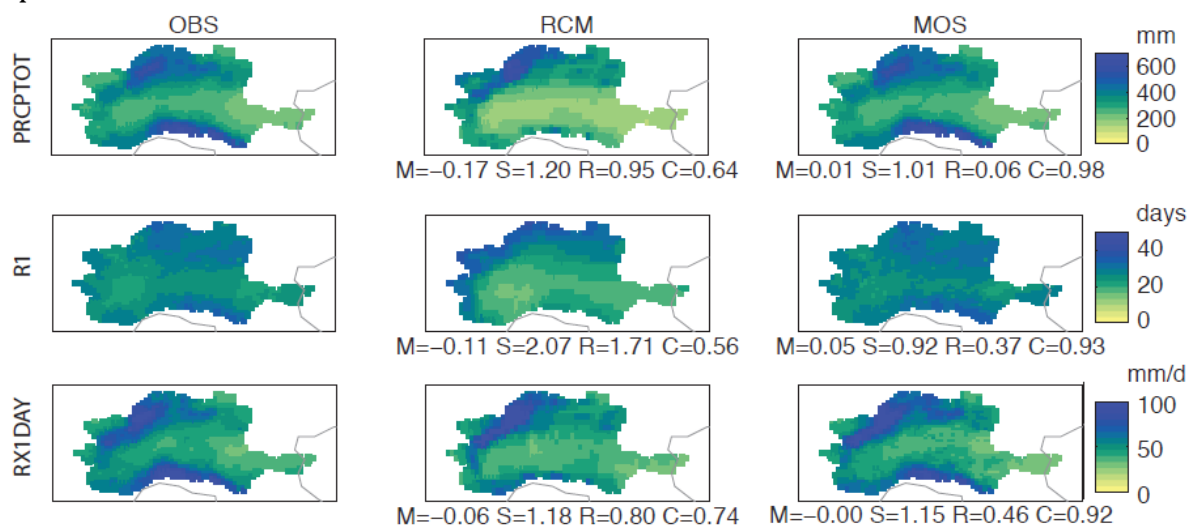 OBS RCM MOS
PRCPTOT
mm
600
400
200
0
M=−0.17 S=1.20 R=0.95 C=0.64
M=0.01 S=1.01 R=0.06 C=0.98
R1
days
40
20
0
M=−0.11 S=2.07 R=1.71 C=0.56
M=0.05 S=0.92 R=0.37 C=0.93
RX1DAY
mm/d
100
50
0
M=−0.06 S=1.18 R=0.80 C=0.74
M=−0.00 S=1.15 R=0.46 C=0.92